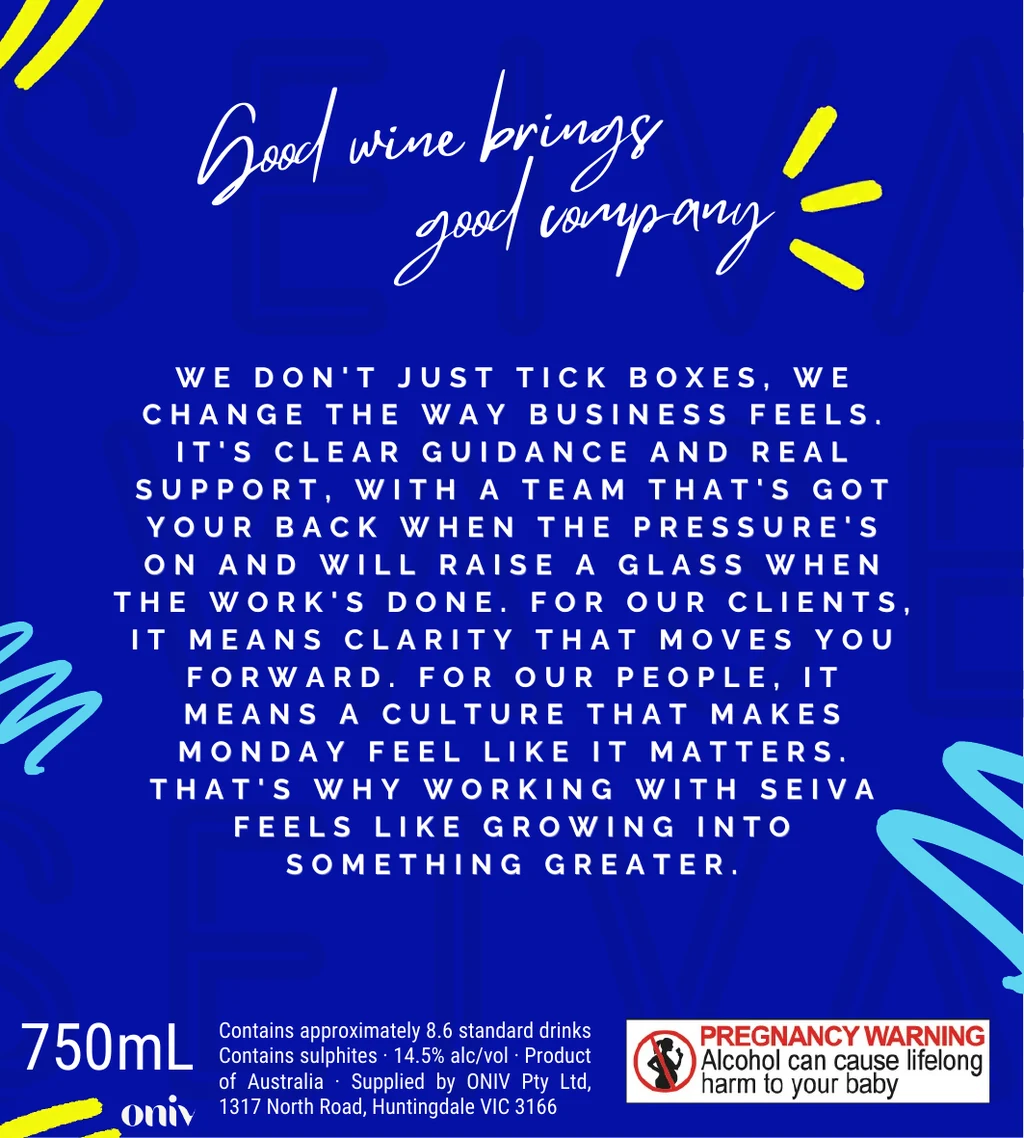 Good wine brings
good company
WE DON'T JUST TICK BOXES, WE
CHANGE THE WAY BUSINESS FEELS.
IT'S CLEAR GUIDANCE AND REAL
SUPPORT, WITH A TEAM THAT'S GOT
YOUR BACK WHEN THE PRESSURE'S
ON AND WILL RAISE A GLASS WHEN
THE WORK'S DONE. FOR OUR CLIENTS,
IT MEANS CLARITY THAT MOVES YOU
FORWARD. FOR OUR PEOPLE, IT
MEANS A CULTURE THAT MAKES
MONDAY FEEL LIKE IT MATTERS.
THAT'S WHY WORKING WITH SEIVA
FEELS LIKE GROWING INTO
SOMETHING GREATER.
750mL
oniv
Contains approximately 8.6 standard drinks
Contains sulphites · 14.5% alc/vol · Product
of Australia · Supplied by ONIV Pty Ltd,
1317 North Road, Huntingdale VIC 3166
PREGNANCY WARNING
Alcohol can cause lifelong
harm to your baby